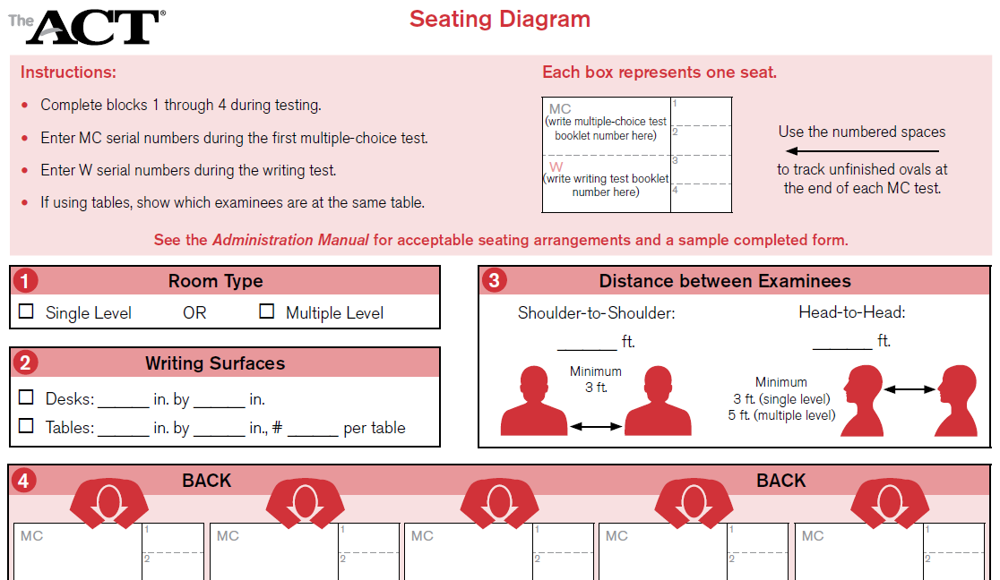 The ACT®
Seating Diagram
Instructions:
• Complete blocks 1 through 4 during testing.
• Enter MC serial numbers during the first multiple-choice test.
• Enter W serial numbers during the writing test.
• If using tables, show which examinees are at the same table.
Each box represents one seat.
MC
(write multiple-choice test
booklet number here)
W
(write writing test booklet
number here)
1
2
3
4
Use the numbered spaces
to track unfinished ovals at
the end of each MC test.
See the Administration Manual for acceptable seating arrangements and a sample completed form.
1 Room Type
☐ Single Level OR ☐ Multiple Level
2 Writing Surfaces
☐ Desks: ______ in. by ______ in.
☐ Tables: ______ in. by ______ in., # ______ per table
3 Distance between Examinees
Shoulder-to-Shoulder:
_______ ft.
Minimum
3 ft.
Head-to-Head:
_______ ft.
Minimum
3 ft. (single level)
5 ft. (multiple level)
4 BACK BACK
MC 1 MC 1 MC 1 MC 1 MC 1
2 2 2 2 2